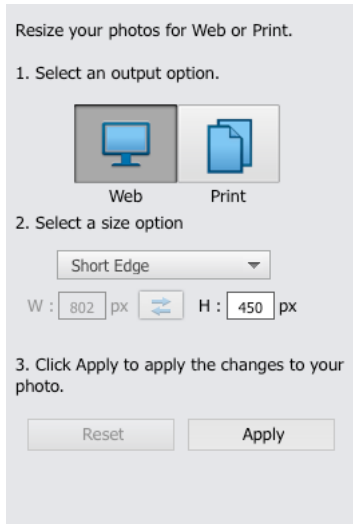 Resize your photos for Web or Print.
1. Select an output option.
Web Print
2. Select a size option
Short Edge
W : 802 px H : 450 px
3. Click Apply to apply the changes to your
photo.
Reset Apply